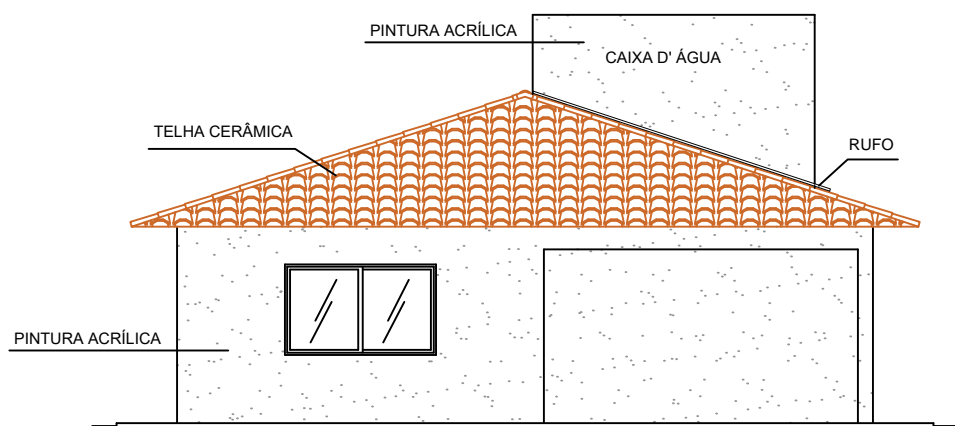 PINTURA ACRÍLICA
CAIXA D' ÁGUA
TELHA CERÂMICA
RUFO
PINTURA ACRÍLICA